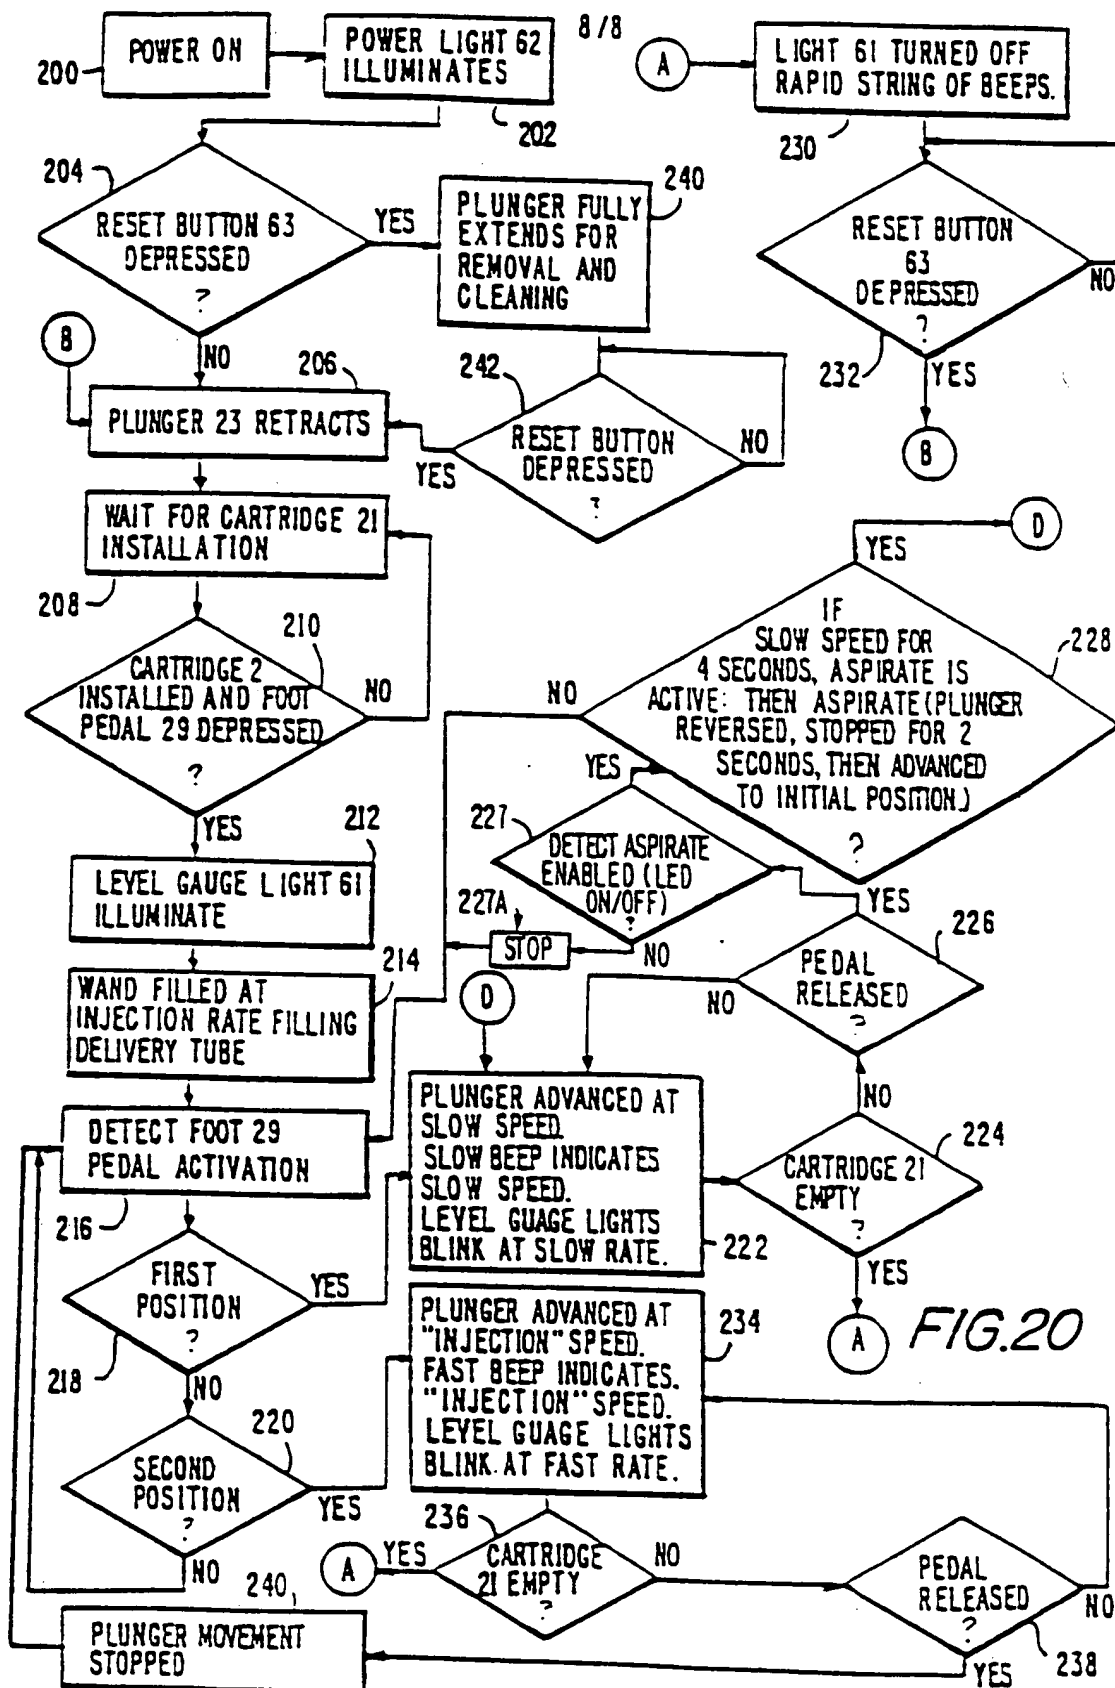 8/8
POWER ON
200
POWER LIGHT 62
ILLUMINATES
202
A
LIGHT 61 TURNED OFF
RAPID STRING OF BEEPS.
230
204
RESET BUTTON 63
DEPRESSED
?
YES
NO
PLUNGER FULLY
EXTENDS FOR
REMOVAL AND
CLEANING
240
RESET BUTTON
63
DEPRESSED
?
NO
232
YES
B
B
206
PLUNGER 23 RETRACTS
242
RESET BUTTON
DEPRESSED
?
YES
NO
WAIT FOR CARTRIDGE 21
INSTALLATION
208
210
CARTRIDGE 2
INSTALLED AND FOOT
PEDAL 29 DEPRESSED
?
NO
YES
D
YES
IF
SLOW SPEED FOR
4 SECONDS, ASPIRATE IS
ACTIVE: THEN ASPIRATE (PLUNGER
REVERSED, STOPPED FOR 2
SECONDS, THEN ADVANCED
TO INITIAL POSITION.)
?
228
NO
YES
212
LEVEL GAUGE LIGHT 61
ILLUMINATE
227
DETECT ASPIRATE
ENABLED (LED
ON/OFF)
?
227A
STOP
NO
YES
226
PEDAL
RELEASED
?
NO
214
WAND FILLED AT
INJECTION RATE FILLING
DELIVERY TUBE
D
NO
DETECT FOOT 29
PEDAL ACTIVATION
216
PLUNGER ADVANCED AT
SLOW SPEED.
SLOW BEEP INDICATES
SLOW SPEED.
LEVEL GUAGE LIGHTS
BLINK AT SLOW RATE.
222
224
CARTRIDGE 21
EMPTY
?
YES
A
FIRST
POSITION
?
YES
218
NO
PLUNGER ADVANCED AT
"INJECTION" SPEED.
FAST BEEP INDICATES.
"INJECTION" SPEED.
LEVEL GUAGE LIGHTS
BLINK AT FAST RATE.
234
FIG.20
220
SECOND
POSITION
?
YES
NO
236
A
YES
CARTRIDGE
21 EMPTY
?
NO
PEDAL
RELEASED
?
NO
238
YES
240
PLUNGER MOVEMENT
STOPPED